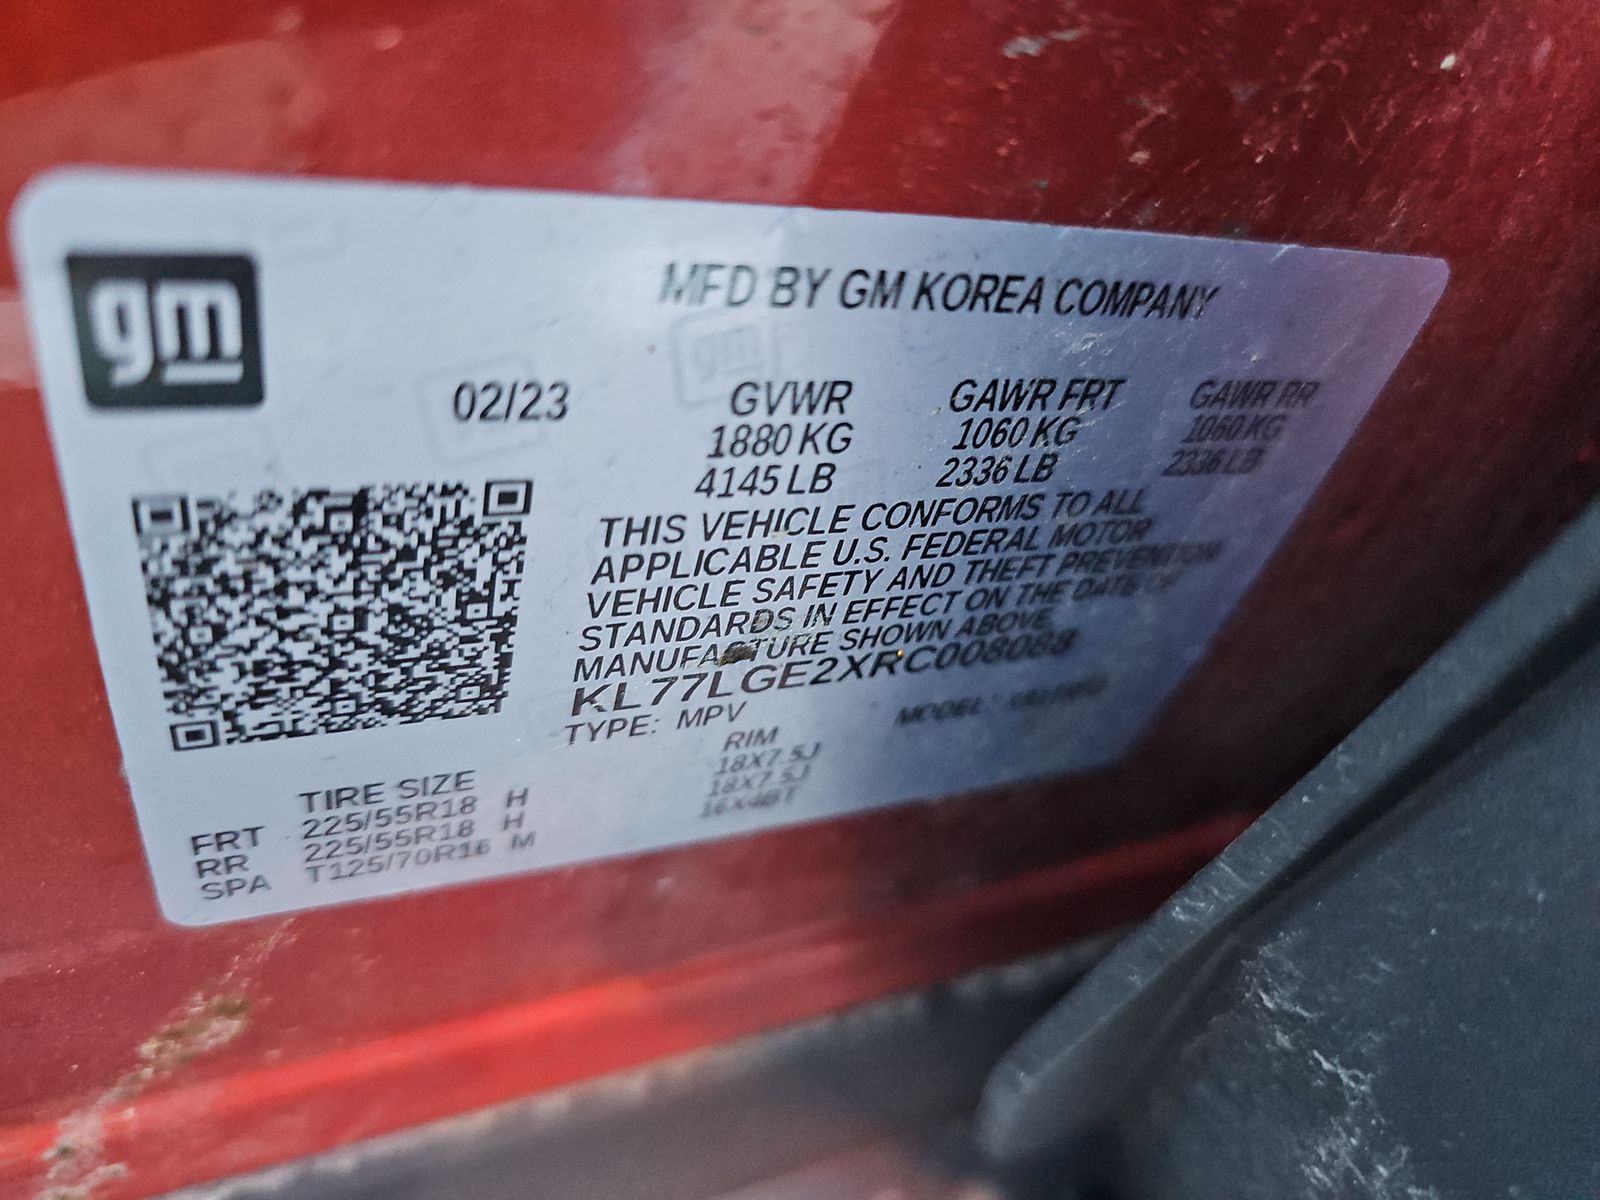 gm
MFD BY GM KOREA COMPANY
02/23 GVWR GAWR FRT GAWR RR
1880 KG 1060 KG 1060 KG
4145 LB 2336 LB 2336 LB
THIS VEHICLE CONFORMS TO ALL
APPLICABLE U.S. FEDERAL MOTOR
VEHICLE SAFETY AND THEFT PREVENTION
STANDARDS IN EFFECT ON THE DATE OF
MANUFACTURE SHOWN ABOVE
KL77LGE2XRC008088
TYPE: MPV MODEL:
TIRE SIZE RIM
FRT 225/55R18 H 18X7.5J
RR 225/55R18 H 18X7.5J
SPA T125/70R16 M 16X4BT